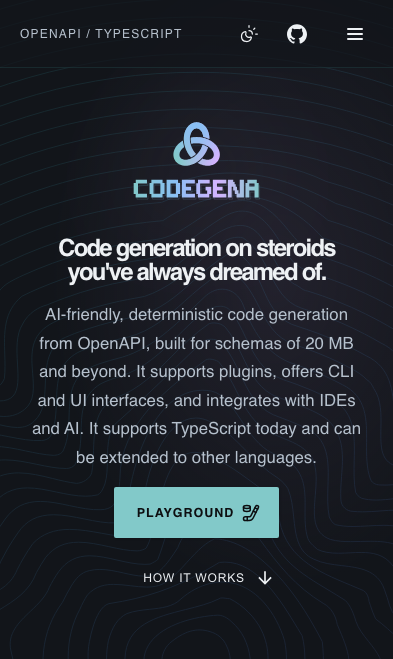 OPENAPI / TYPESCRIPT
CODEGENA
Code generation on steroids
you've always dreamed of.
AI-friendly, deterministic code generation
from OpenAPI, built for schemas of 20 MB
and beyond. It supports plugins, offers CLI
and UI interfaces, and integrates with IDEs
and AI. It supports TypeScript today and can
be extended to other languages.
PLAYGROUND
HOW IT WORKS